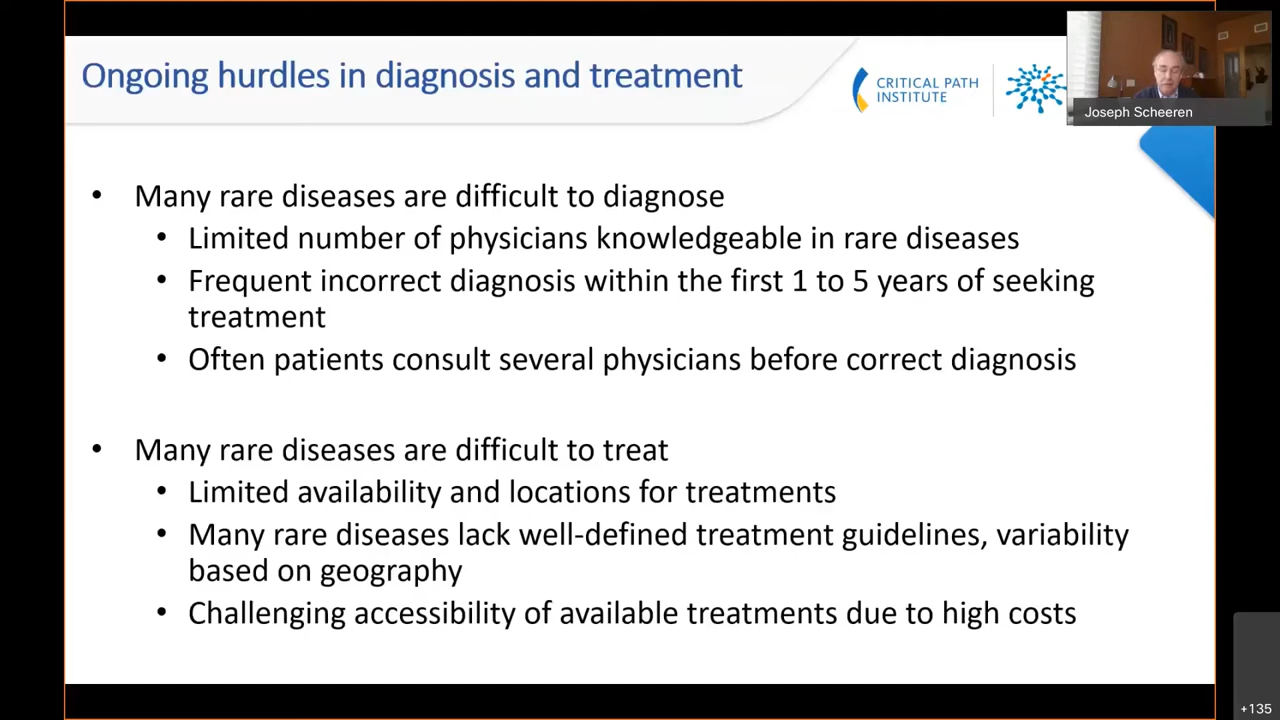 Ongoing hurdles in diagnosis and treatment
CRITICAL PATH
INSTITUTE
Joseph Scheeren
• Many rare diseases are difficult to diagnose
• Limited number of physicians knowledgeable in rare diseases
• Frequent incorrect diagnosis within the first 1 to 5 years of seeking
treatment
• Often patients consult several physicians before correct diagnosis
• Many rare diseases are difficult to treat
• Limited availability and locations for treatments
• Many rare diseases lack well-defined treatment guidelines, variability
based on geography
• Challenging accessibility of available treatments due to high costs
+135